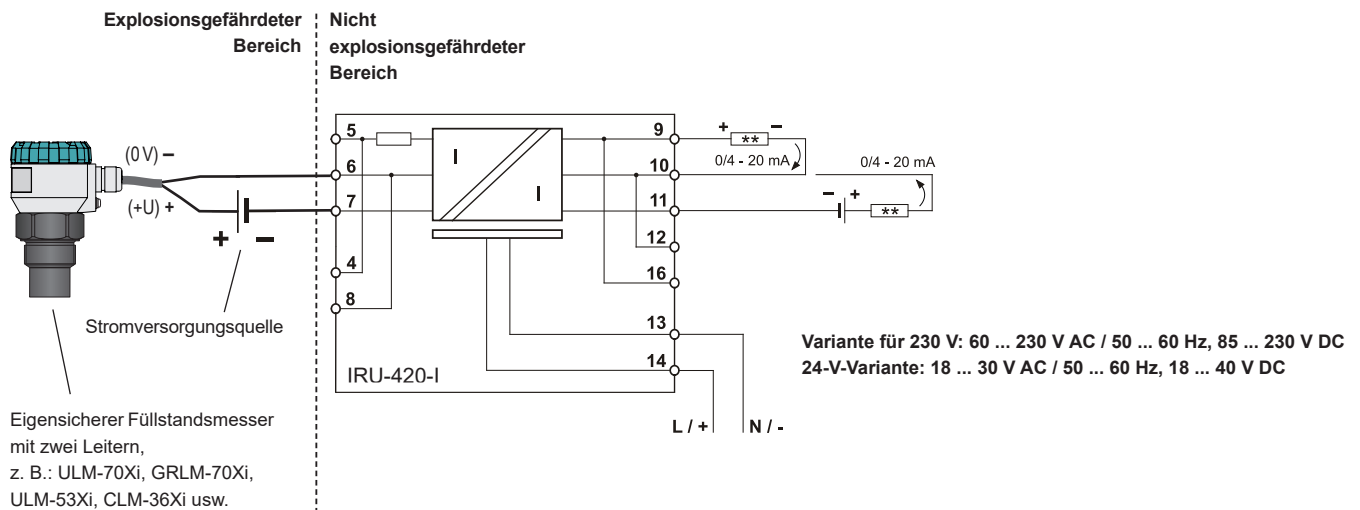 Explosionsgefährdeter
Bereich
Nicht
explosionsgefährdeter
Bereich
(0 V) –
(+U) +
+ –
Stromversorgungsquelle
Eigensicherer Füllstandsmesser
mit zwei Leitern,
z. B.: ULM-70Xi, GRLM-70Xi,
ULM-53Xi, CLM-36Xi usw.
5
6
7
4
8
I
I
IRU-420-I
9
10
11
12
16
13
14
+ ** –
0/4 - 20 mA
0/4 - 20 mA
– + **
L / +
N / -
Variante für 230 V: 60 ... 230 V AC / 50 ... 60 Hz, 85 ... 230 V DC
24-V-Variante: 18 ... 30 V AC / 50 ... 60 Hz, 18 ... 40 V DC